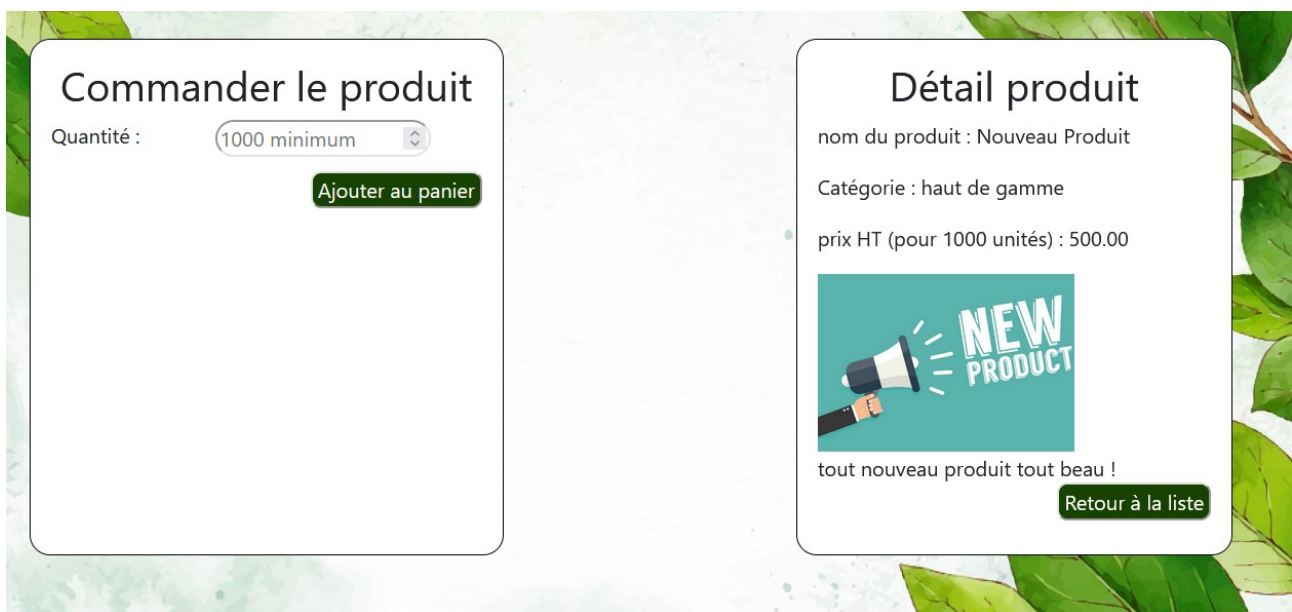 Commander le produit
Quantité :
1000 minimum
Ajouter au panier
Détail produit
nom du produit : Nouveau Produit
Catégorie : haut de gamme
prix HT (pour 1000 unités) : 500.00
NEW
PRODUCT
tout nouveau produit tout beau !
Retour à la liste